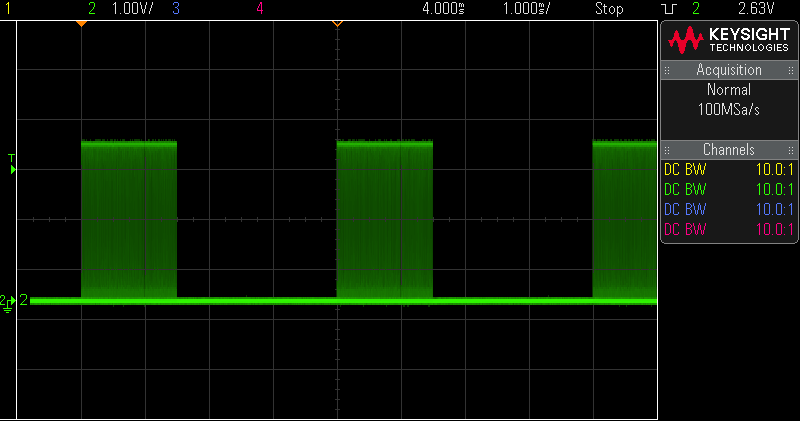 1 2 1.00V/ 3 4 4.000ms 1.000ms/ Stop 2 2.63V
KEYSIGHT
TECHNOLOGIES
Acquisition
Normal
100MSa/s
Channels
DC BW 10.0:1
DC BW 10.0:1
DC BW 10.0:1
DC BW 10.0:1
T
2 2